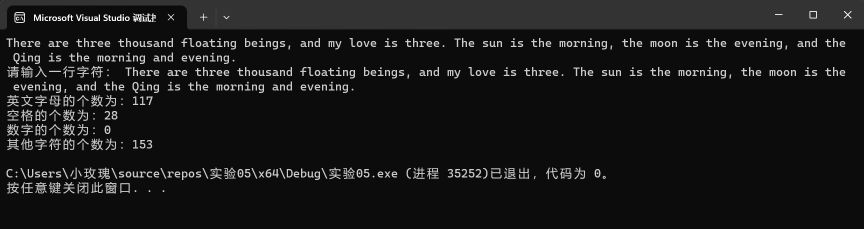 Microsoft Visual Studio 调试控
There are three thousand floating beings, and my love is three. The sun is the morning, the moon is the evening, and the
Qing is the morning and evening.
请输入一行字符： There are three thousand floating beings, and my love is three. The sun is the morning, the moon is the
evening, and the Qing is the morning and evening.
英文字母的个数为：117
空格的个数为：28
数字的个数为：0
其他字符的个数为：153
C:\Users\小玫瑰\source\repos\实验05\x64\Debug\实验05.exe (进程 35252)已退出，代码为 0。
按任意键关闭此窗口. . .